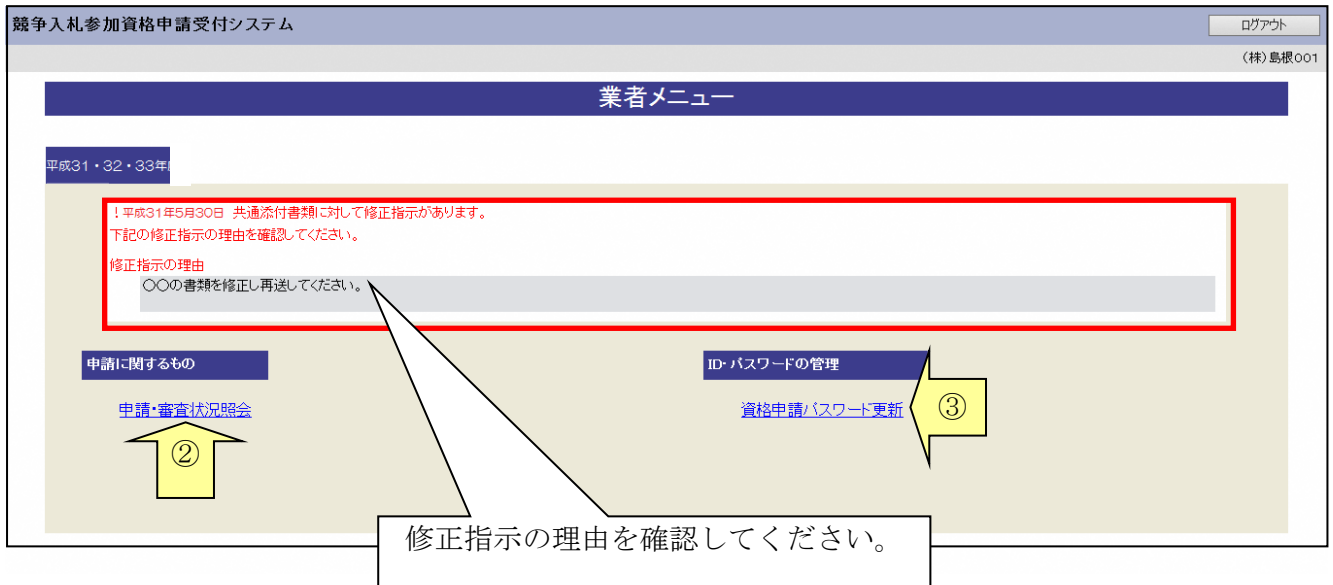 競争入札参加資格申請受付システム
ログアウト
(株)島根001
業者メニュー
平成31・32・33年
！平成31年5月30日 共通添付書類に対して修正指示があります。
下記の修正指示の理由を確認してください。
修正指示の理由
〇〇の書類を修正し再送してください。
申請に関するもの
ID・パスワードの管理
申請・審査状況照会
資格申請パスワード更新
③
②
修正指示の理由を確認してください。